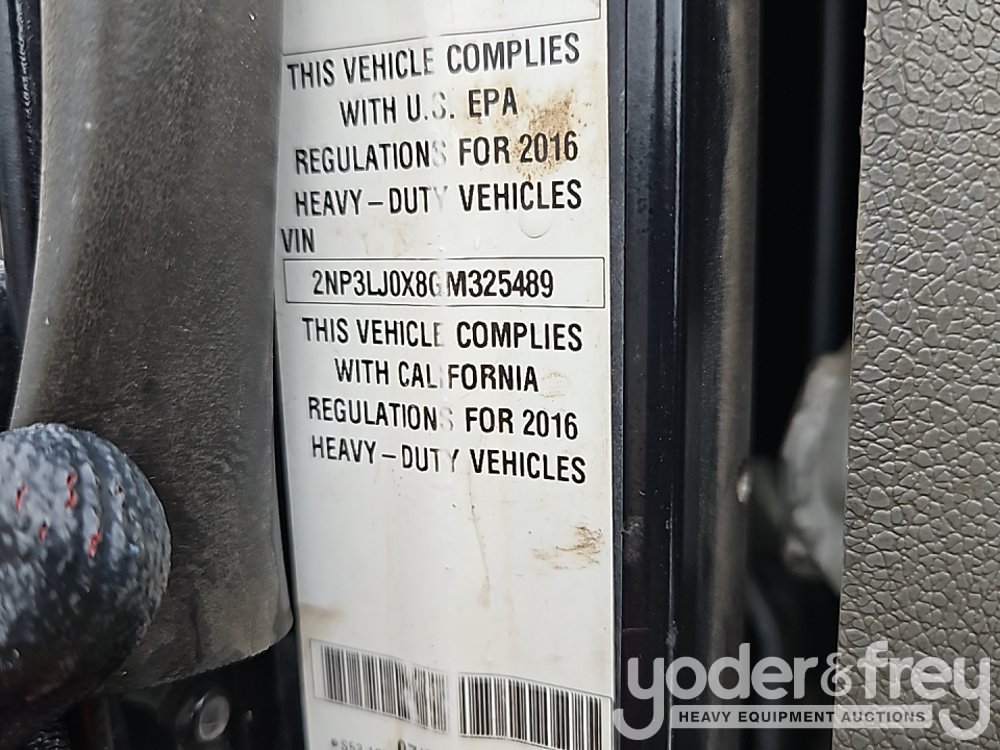 THIS VEHICLE COMPLIES
WITH U.S. EPA
REGULATIONS FOR 2016
HEAVY-DUTY VEHICLES
VIN
2NP3LJ0X8GM325489
THIS VEHICLE COMPLIES
WITH CALIFORNIA
REGULATIONS FOR 2016
HEAVY-DUTY VEHICLES
yoder&frey
HEAVY EQUIPMENT AUCTIONS